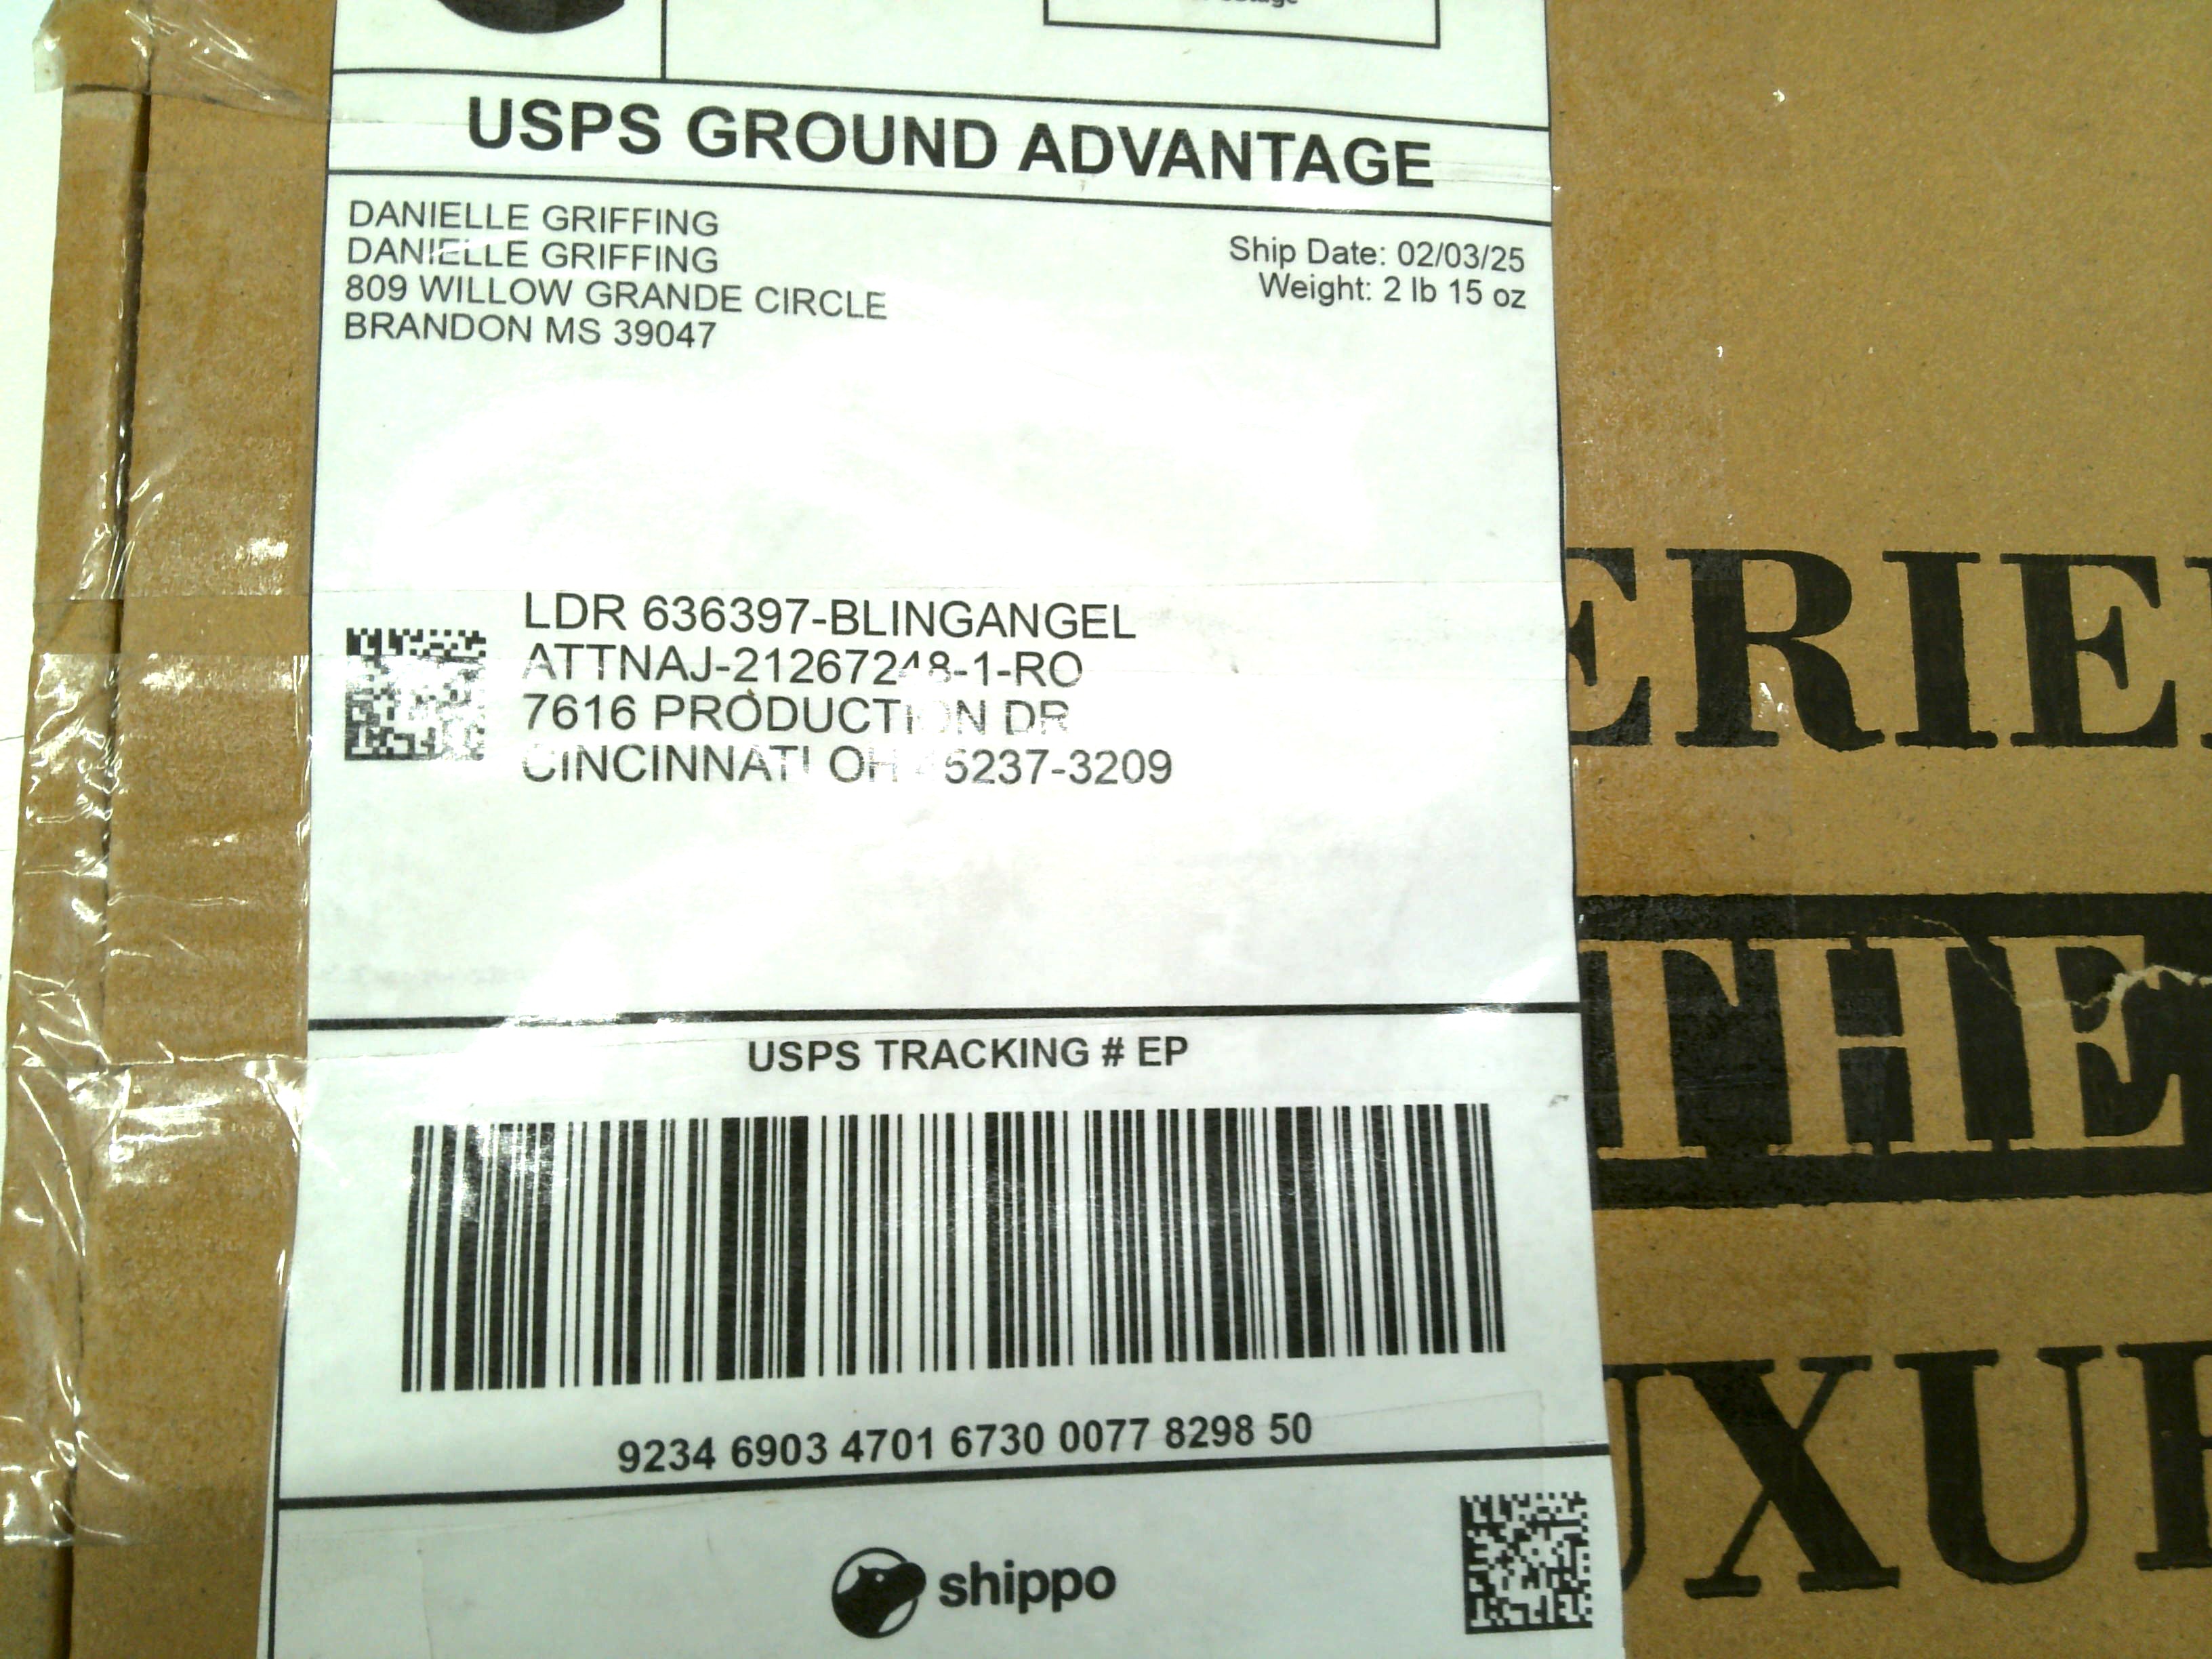 USPS GROUND ADVANTAGE
DANIELLE GRIFFING
DANIELLE GRIFFING
809 WILLOW GRANDE CIRCLE
BRANDON MS 39047
Ship Date: 02/03/25
Weight: 2 lb 15 oz
LDR 636397-BLINGANGEL
ATTNAJ-21267248-1-RO
7616 PRODUCTION DR
CINCINNATI OH 45237-3209
USPS TRACKING # EP
9234 6903 4701 6730 0077 8298 50
shippo
ERIE
THE
UXUR